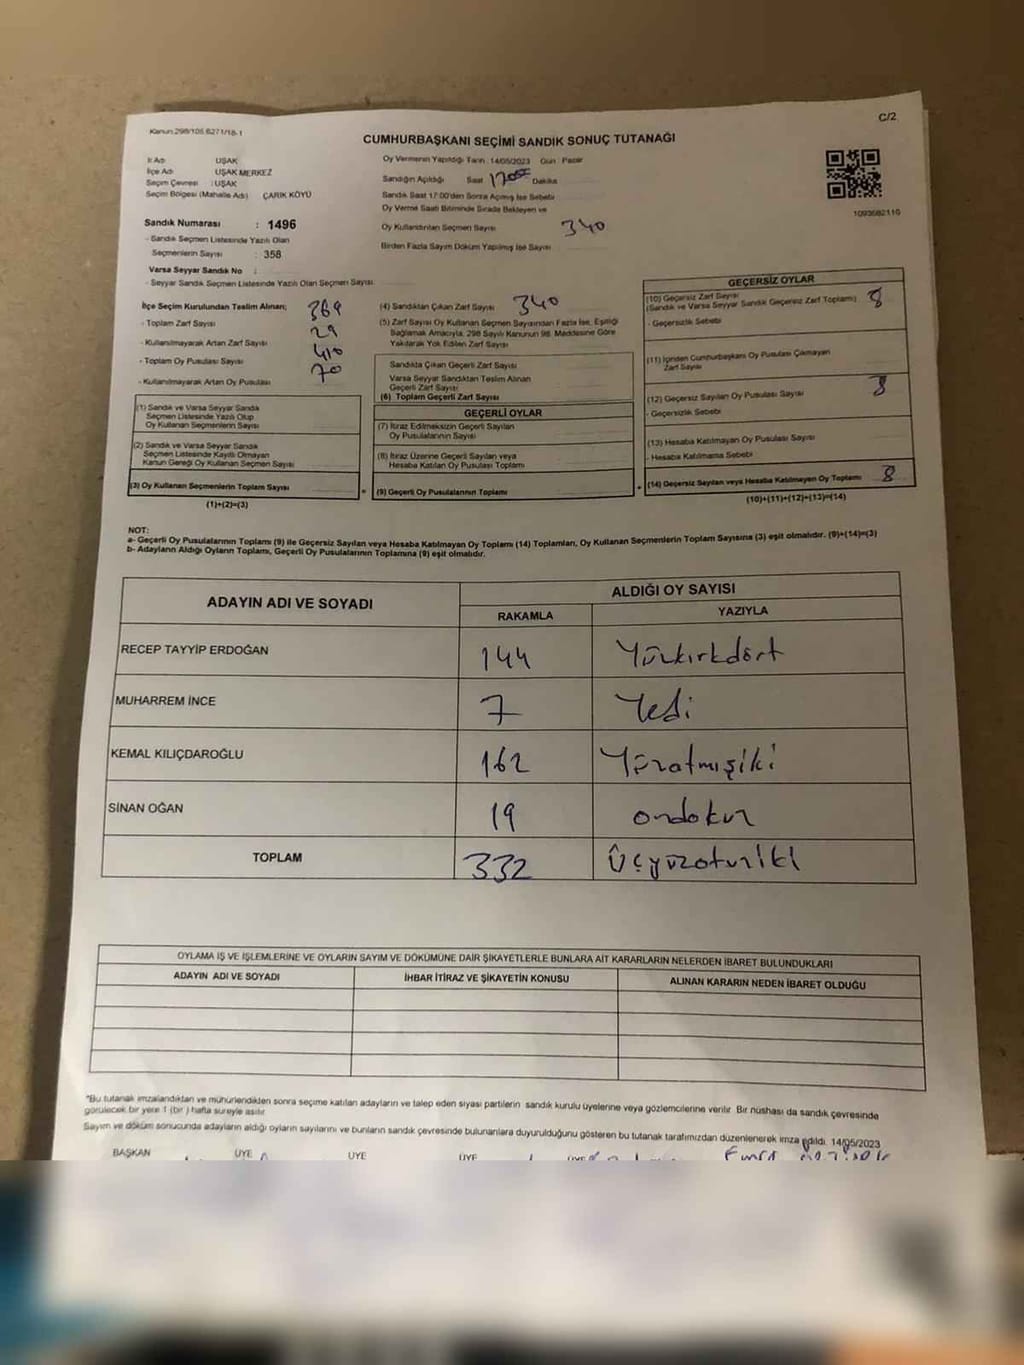 Kanun.298/105.6271/18-1
C/2
CUMHURBAŞKANI SEÇİMİ SANDIK SONUÇ TUTANAĞI
İl Adı UŞAK
İlçe Adı UŞAK MERKEZ
Seçim Çevresi : UŞAK
Seçim Bölgesi (Mahalle Adı) ÇARIK KÖYÜ
Sandık Numarası : 1496
- Sandık Seçmen Listesinde Yazılı Olan
Seçmenlerin Sayısı : 358
Varsa Seyyar Sandık No :
- Seyyar Sandık Seçmen Listesinde Yazılı Olan Seçmen Sayısı
Oy Vermenin Yapıldığı Tarih : 14/05/2023 Gün : Pazar
Sandığın Açıldığı Saat 17 Dakika
Sandık Saat 17:00'den Sonra Açılmış İse Sebebi
Oy Verme Saati Bitiminde Sırada Bekleyen ve
Oy Kullandırılan Seçmen Sayısı 340
Birden Fazla Sayım Döküm Yapılmış İse Sayısı
1093682110
İlçe Seçim Kurulundan Teslim Alınan;
- Toplam Zarf Sayısı 369
- Kullanılmayarak Artan Zarf Sayısı 29
- Toplam Oy Pusulası Sayısı 410
- Kullanılmayarak Artan Oy Pusulası 70
(1) Sandık ve Varsa Seyyar Sandık
Seçmen Listesinde Yazılı Olup
Oy Kullanan Seçmenlerin Sayısı
(2) Sandık ve Varsa Seyyar Sandık
Seçmen Listesinde Kayıtlı Olmayan
Kanun Gereği Oy Kullanan Seçmen Sayısı
(3) Oy Kullanan Seçmenlerin Toplam Sayısı
(1)+(2)=(3)
(4) Sandıktan Çıkan Zarf Sayısı 340
(5) Zarf Sayısı Oy Kullanan Seçmen Sayısından Fazla İse, Eşitliği
Sağlamak Amacıyla, 298 Sayılı Kanunun 98. Maddesine Göre
Yakılarak Yok Edilen Zarf Sayısı
Sandıkta Çıkan Geçerli Zarf Sayısı
Varsa Seyyar Sandıktan Teslim Alınan
Geçerli Zarf Sayısı
(6) Toplam Geçerli Zarf Sayısı
GEÇERLİ OYLAR
(7) İtiraz Edilmeksizin Geçerli Sayılan
Oy Pusulalarının Sayısı
(8) İtiraz Üzerine Geçerli Sayılan veya
Hesaba Katılan Oy Pusulası Toplamı
= (9) Geçerli Oy Pusulalarının Toplamı
GEÇERSİZ OYLAR
(10) Geçersiz Zarf Sayısı
(Sandık ve Varsa Seyyar Sandık Geçersiz Zarf Toplamı) 8
- Geçersizlik Sebebi
(11) İçinden Cumhurbaşkanı Oy Pusulası Çıkmayan
Zarf Sayısı
(12) Geçersiz Sayılan Oy Pusulası Sayısı 8
- Geçersizlik Sebebi
(13) Hesaba Katılmayan Oy Pusulası Sayısı
- Hesaba Katılmama Sebebi
+ (14) Geçersiz Sayılan veya Hesaba Katılmayan Oy Toplamı 8
(10)+(11)+(12)+(13)=(14)
NOT:
a- Geçerli Oy Pusulalarının Toplamı (9) ile Geçersiz Sayılan veya Hesaba Katılmayan Oy Toplamı (14) Toplamları, Oy Kullanan Seçmenlerin Toplam Sayısına (3) eşit olmalıdır. (9)+(14)=(3)
b- Adayların Aldığı Oyların Toplamı, Geçerli Oy Pusulalarının Toplamına (9) eşit olmalıdır.
ADAYIN ADI VE SOYADI ALDIĞI OY SAYISI
RAKAMLA YAZIYLA
RECEP TAYYİP ERDOĞAN 144 Yüzkırkdört
MUHARREM İNCE 7 Yedi
KEMAL KILIÇDAROĞLU 162 Yüzatmışiki
SİNAN OĞAN 19 ondokuz
TOPLAM 332 Üçyüzotuziki
OYLAMA İŞ VE İŞLEMLERİNE VE OYLARIN SAYIM VE DÖKÜMÜNE DAİR ŞİKAYETLERLE BUNLARA AİT KARARLARIN NELERDEN İBARET BULUNDUKLARI
ADAYIN ADI VE SOYADI İHBAR İTİRAZ VE ŞİKAYETİN KONUSU ALINAN KARARIN NEDEN İBARET OLDUĞU
"Bu tutanak imzalandıktan ve mühürlendikten sonra seçime katılan adayların ve talep eden siyasi partilerin sandık kurulu üyelerine veya gözlemcilerine verilir. Bir nüshası da sandık çevresinde
görülecek bir yere 1 (bir) hafta süreyle asılır.
Sayım ve döküm sonucunda adayların aldığı oyların sayılarını ve bunların sandık çevresinde bulunanlara duyurulduğunu gösteren bu tutanak tarafımızdan düzenlenerek imza edildi. 14/05/2023
BAŞKAN ÜYE ÜYE ÜYE ÜYE